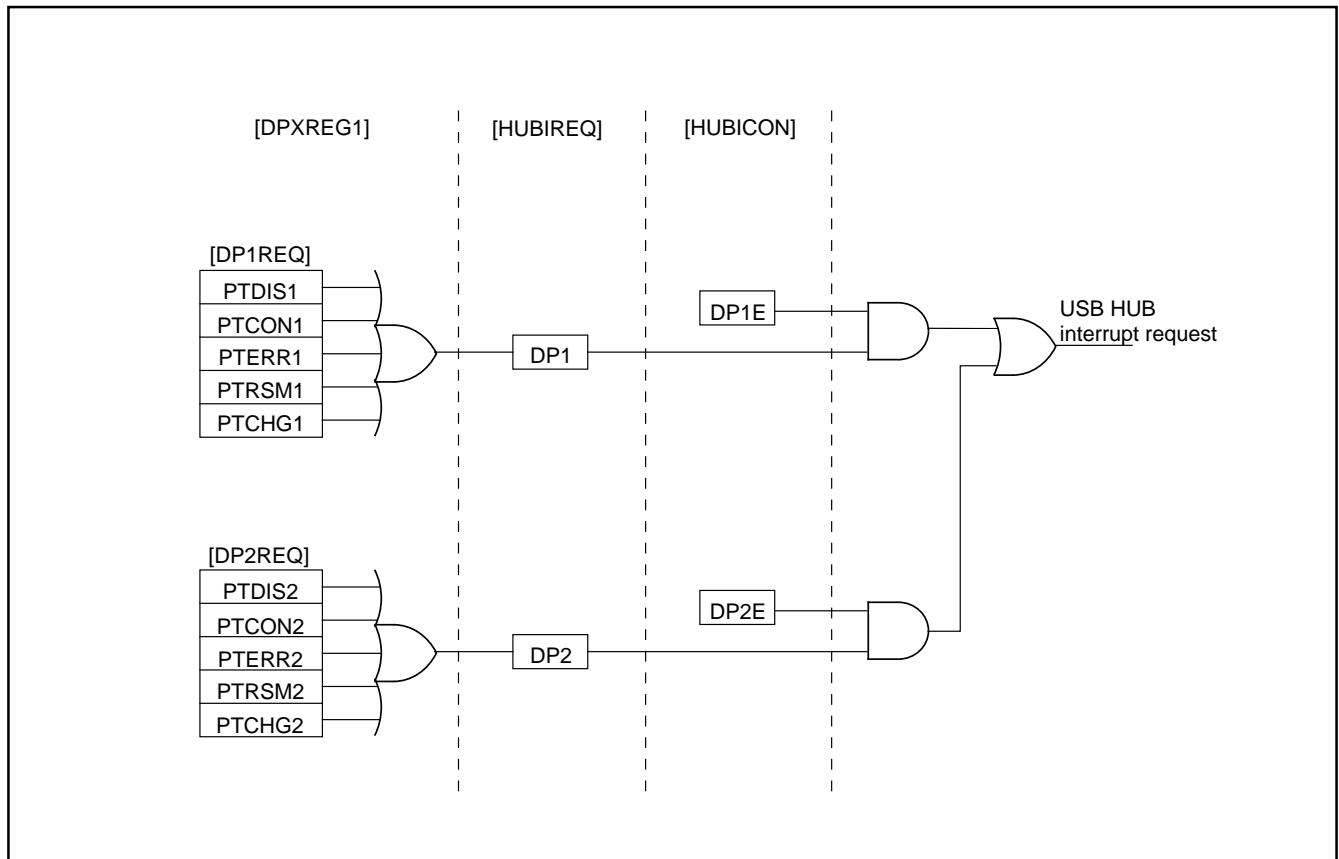 [DPXREG1] [HUBIREQ] [HUBICON]
[DP1REQ]
PTDIS1
PTCON1
PTERR1
PTRSM1
PTCHG1
DP1
DP1E
USB HUB
interrupt request
[DP2REQ]
PTDIS2
PTCON2
PTERR2
PTRSM2
PTCHG2
DP2
DP2E